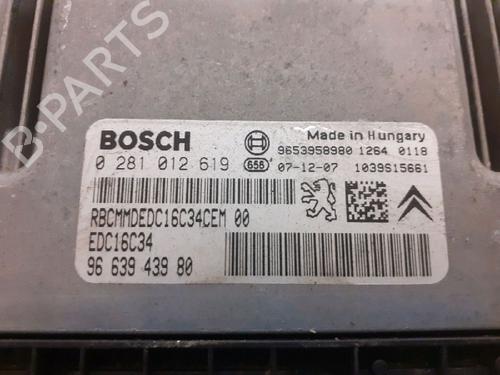 B-PARTS
BOSCH
Made in Hungary
9653958980 1264 0118
0 281 012 619
656
07-12-07 1039S15661
RBCMMDEDC16C34CEM 00
EDC16C34
96 639 439 80